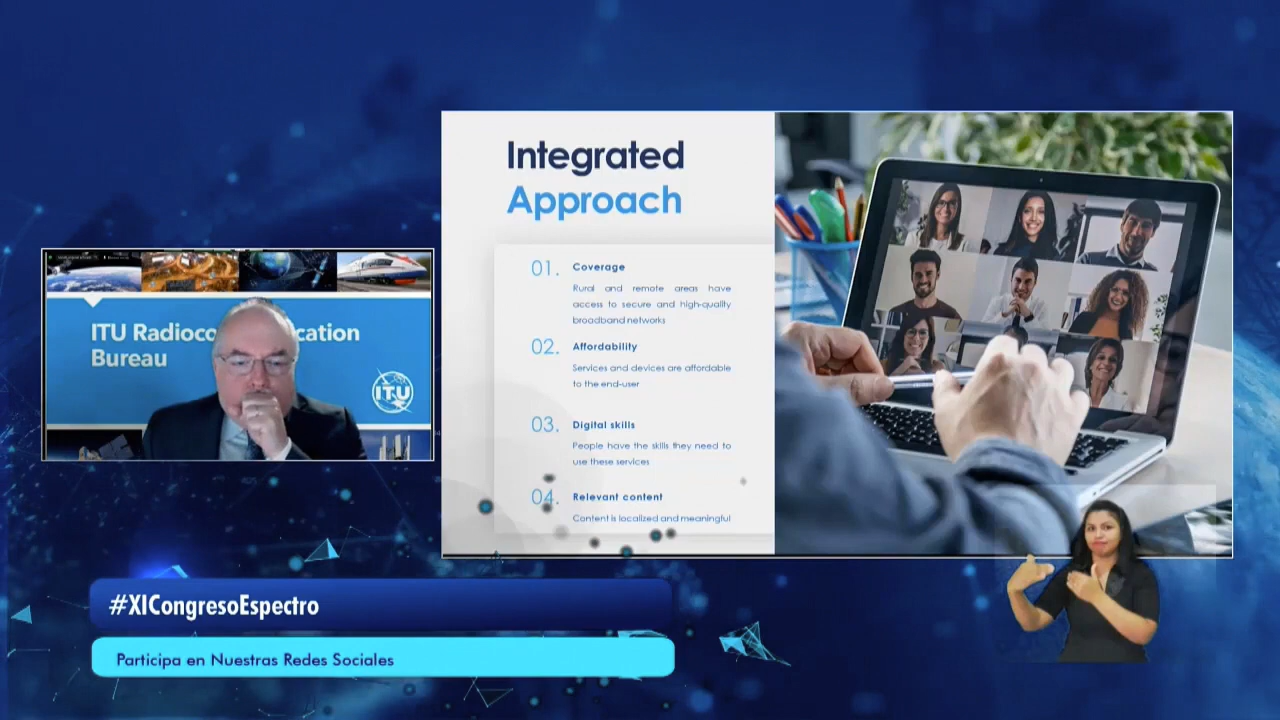 Integrated
Approach
01. Coverage
Rural and remote areas have
access to secure and high-quality
broadband networks
02. Affordability
Services and devices are affordable
to the end-user
03. Digital skills
People have the skills they need to
use these services
04. Relevant content
Content is localized and meaningful
ITU Radioco cation
Bureau
ITU
#XICongresoEspectro
Participa en Nuestras Redes Sociales